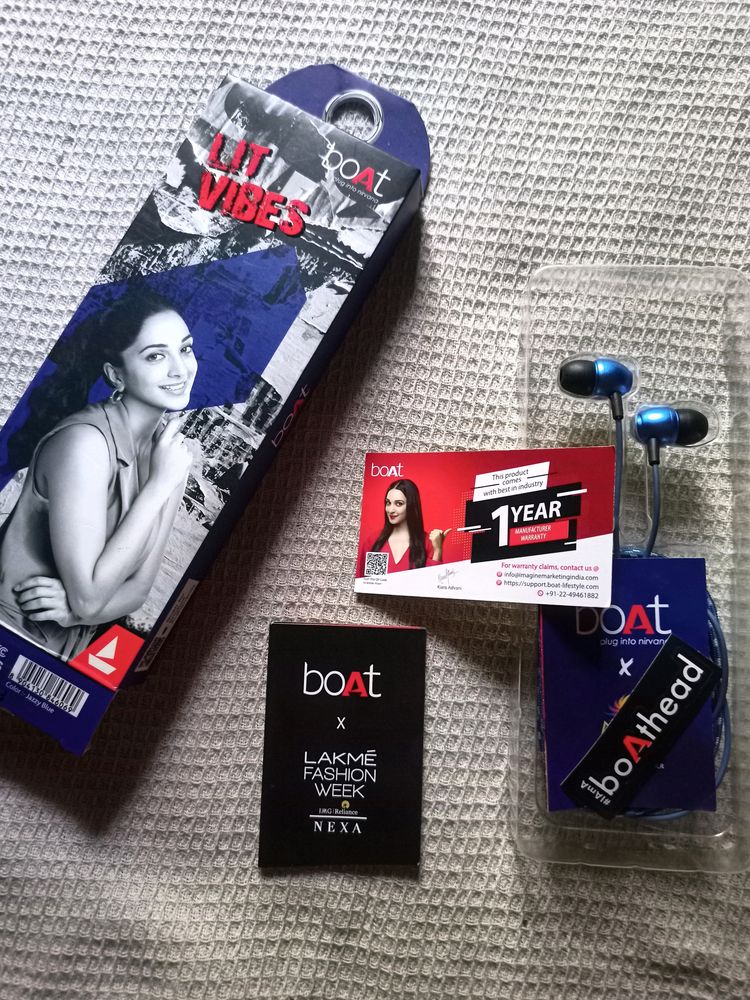 LIT
VIBES
boAt
plug into nirvana
boAt
Color : Jazzy Blue
boAt
This product
comes
with best in industry
1 YEAR
MANUFACTURER
WARRANTY
For warranty claims, contact us @
info@imaginemarketingindia.com
https://support.boat-lifestyle.com
+91-22-49461882
Kiara Advani
boAt
X
LAKMÉ
FASHION
WEEK
IMG | Reliance
NEXA
boAt
plug into nirvana
X
#IAmA
boAthead